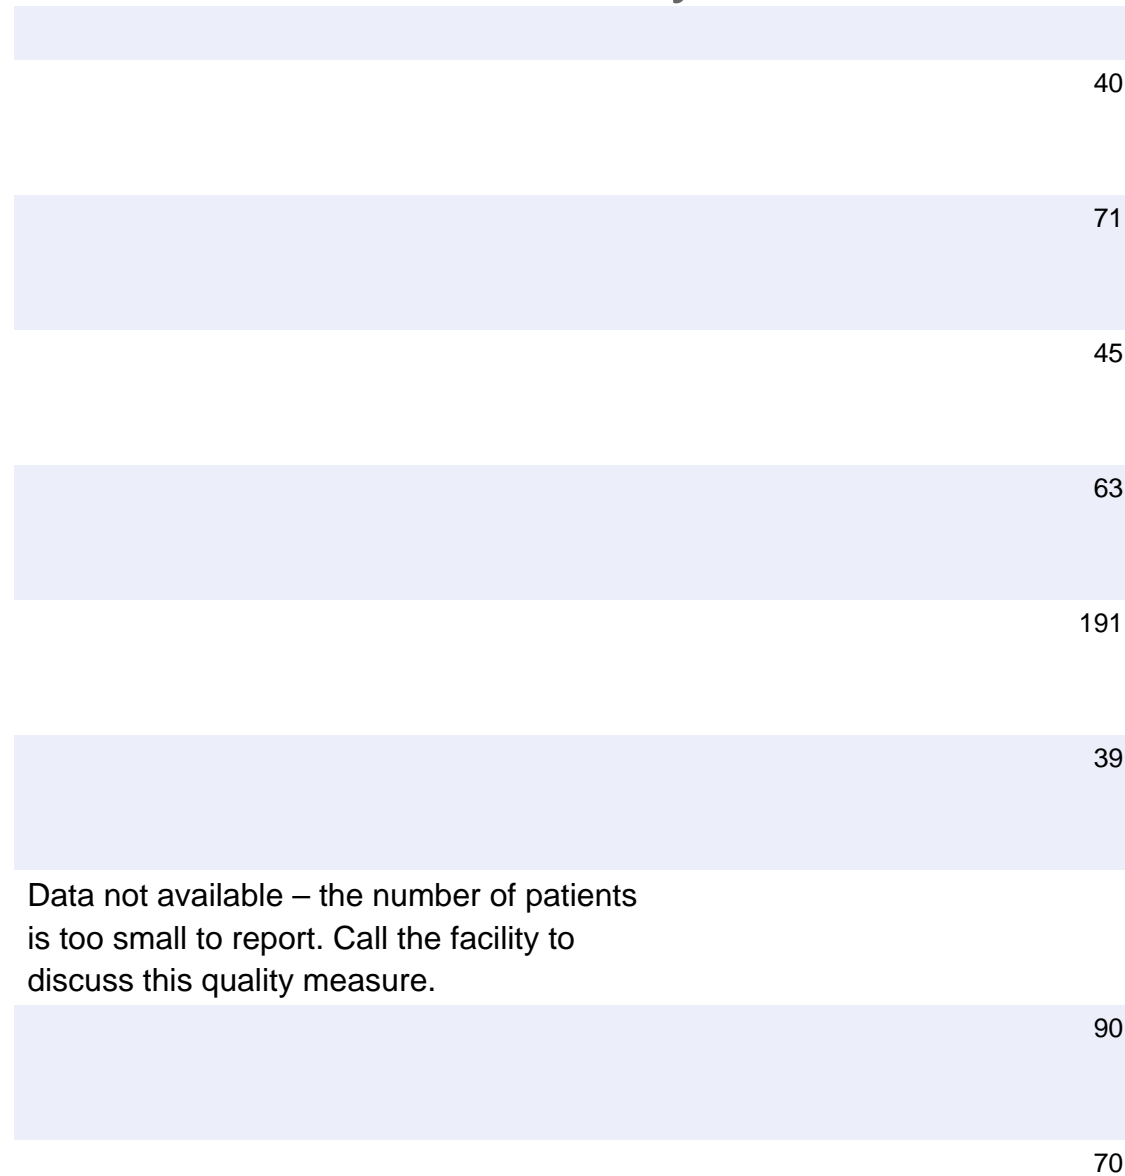 40
71
45
63
191
39
Data not available – the number of patients
is too small to report. Call the facility to
discuss this quality measure.
90
70